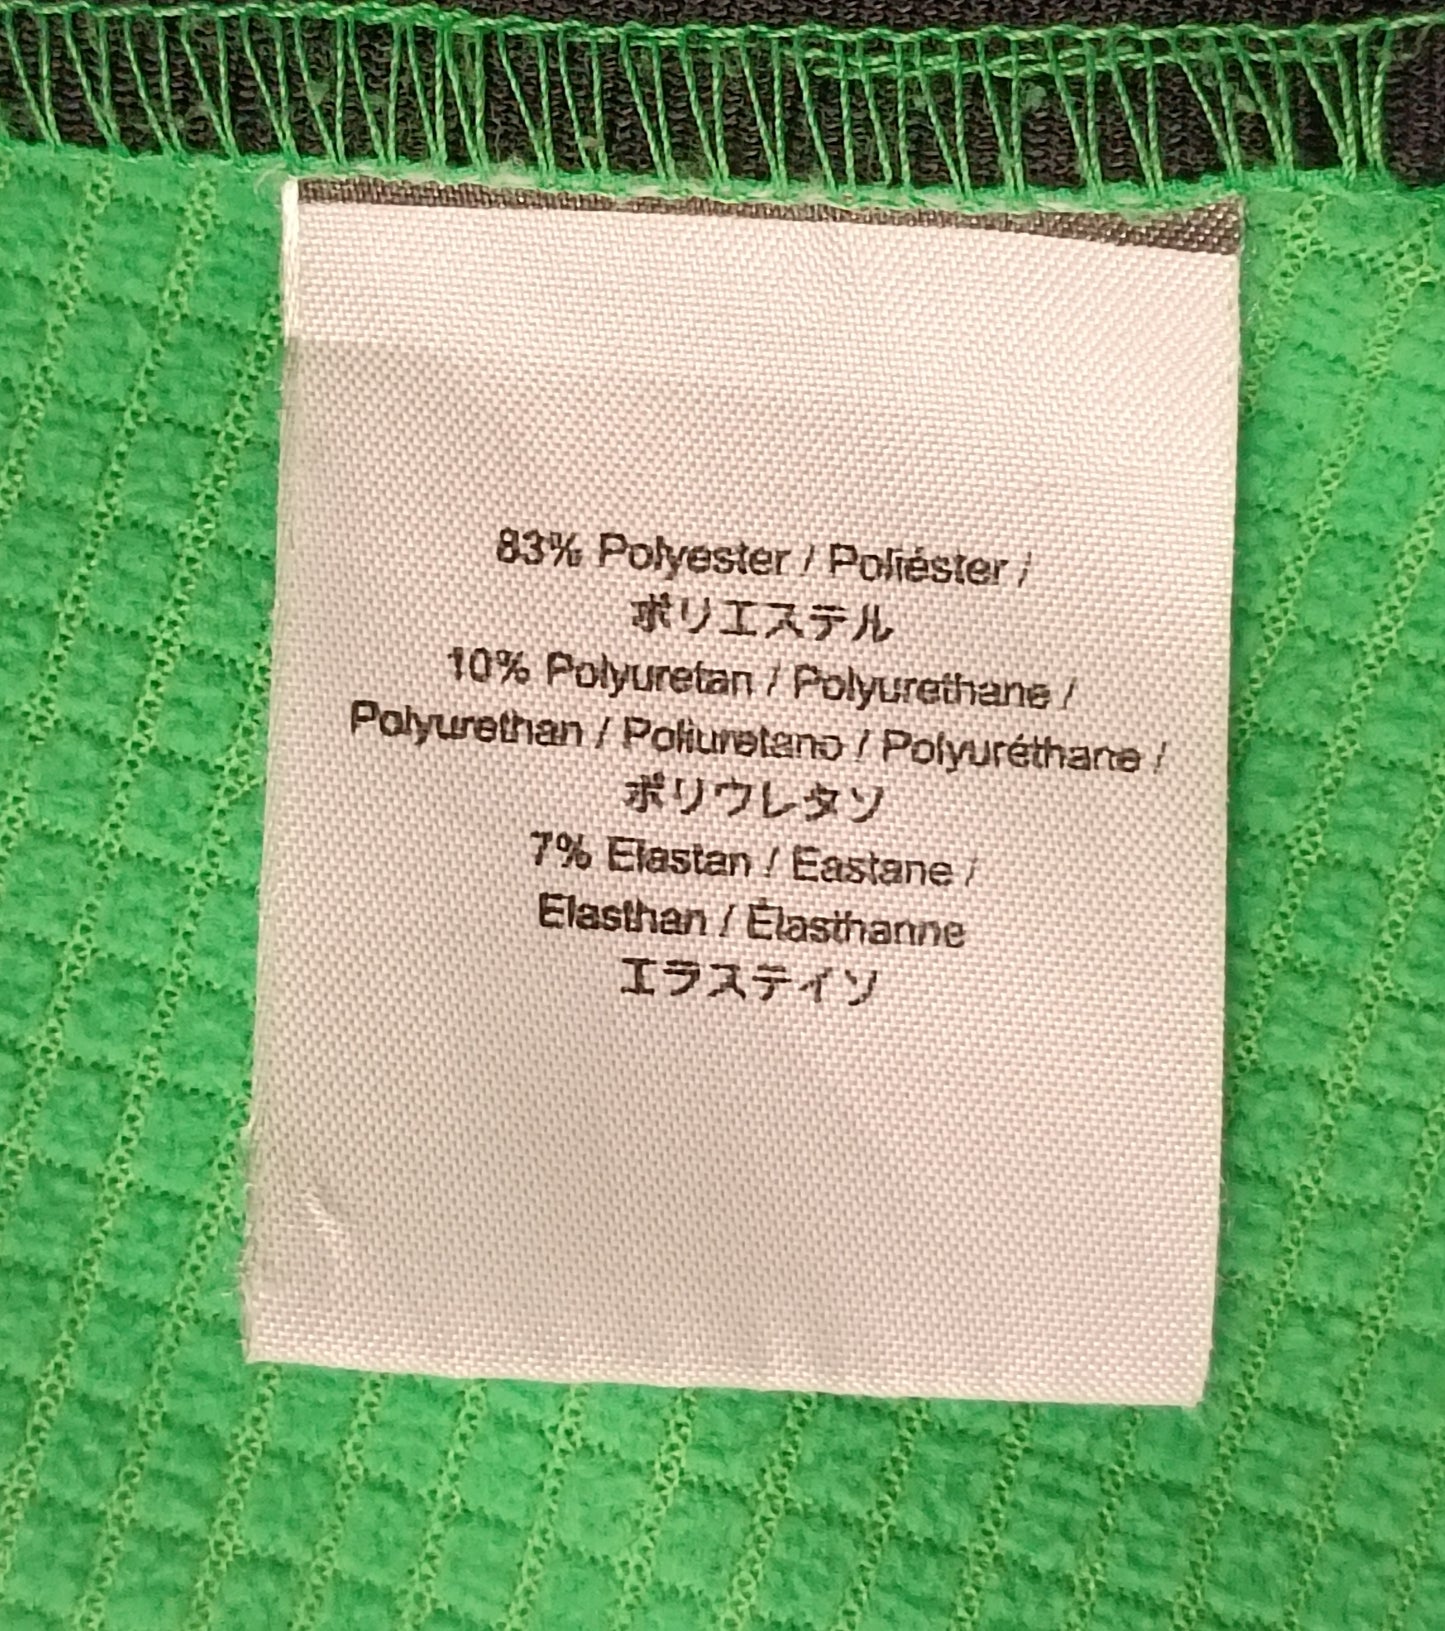 83% Polyester / Poliéster /
ポリエステル
10% Polyuretan / Polyurethane /
Polyurethan / Poliuretano / Polyuréthane /
ポリウレタソ
7% Elastan / Eastane /
Elasthan / Élasthanne
エラステイソ